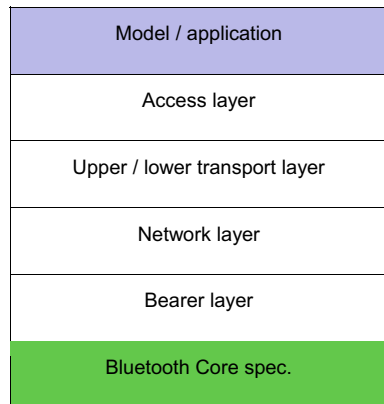 Model / application
Access layer
Upper / lower transport layer
Network layer
Bearer layer
Bluetooth Core spec.